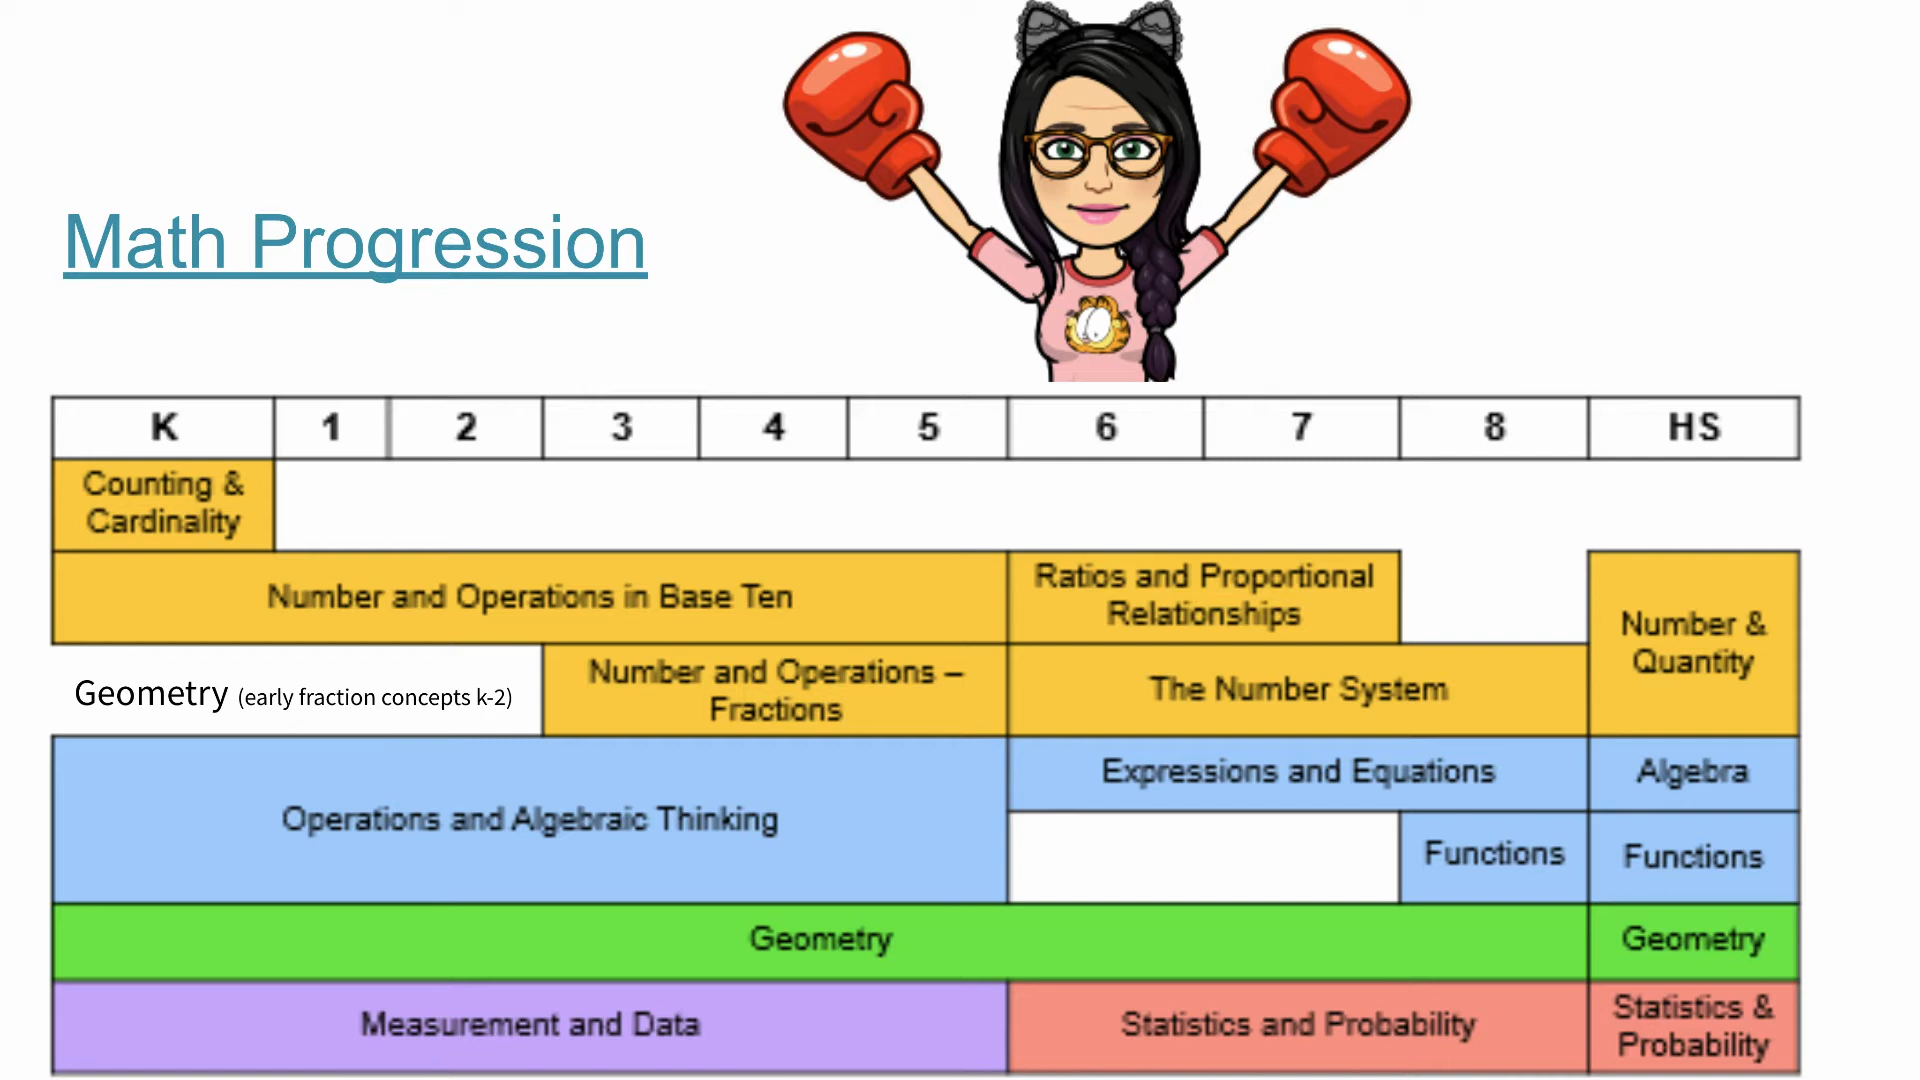 Math Progression
K 1 2 3 4 5 6 7 8 HS
Counting &
Cardinality
Number and Operations in Base Ten
Ratios and Proportional
Relationships
Number &
Quantity
Geometry (early fraction concepts k-2)
Number and Operations –
Fractions
The Number System
Operations and Algebraic Thinking
Expressions and Equations
Algebra
Functions
Functions
Geometry
Geometry
Measurement and Data
Statistics and Probability
Statistics &
Probability